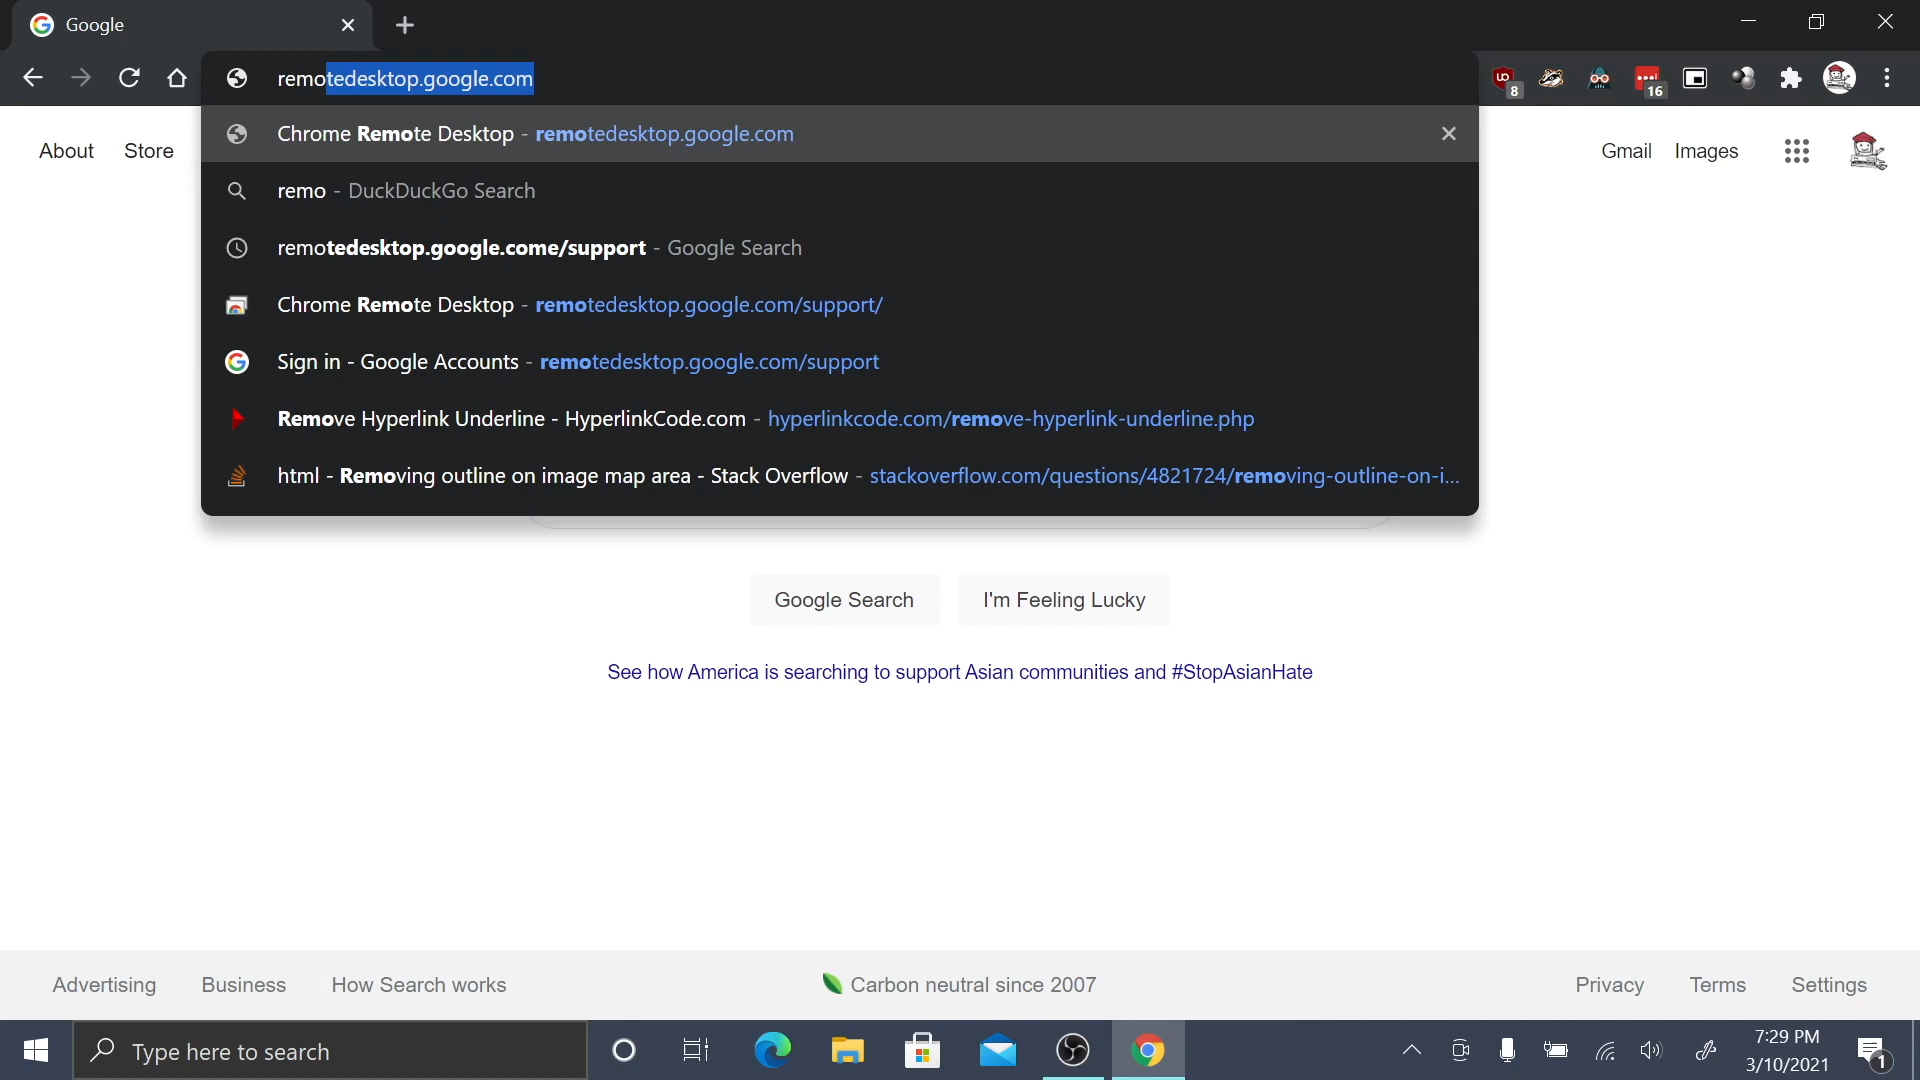 Google
remotedesktop.google.com
8
16
Chrome Remote Desktop - remotedesktop.google.com
About Store
Gmail Images
remo - DuckDuckGo Search
remotedesktop.google.come/support - Google Search
Chrome Remote Desktop - remotedesktop.google.com/support/
Sign in - Google Accounts - remotedesktop.google.com/support
Remove Hyperlink Underline - HyperlinkCode.com - hyperlinkcode.com/remove-hyperlink-underline.php
html - Removing outline on image map area - Stack Overflow - stackoverflow.com/questions/4821724/removing-outline-on-i...
Google Search I'm Feeling Lucky
See how America is searching to support Asian communities and #StopAsianHate
Advertising Business How Search works Carbon neutral since 2007 Privacy Terms Settings
Type here to search
7:29 PM
3/10/2021
1